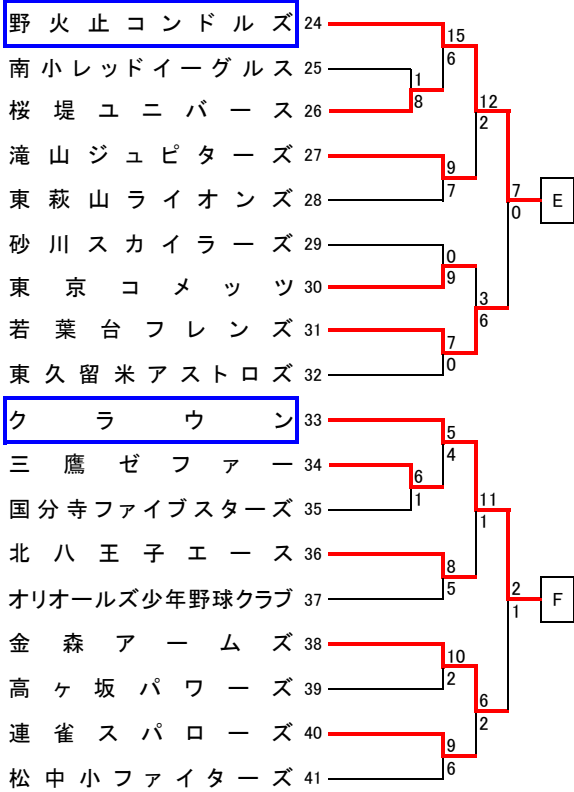 野火止コンドルズ 24
南小レッドイーグルス 25
桜堤ユニバース 26
滝山ジュピターズ 27
東萩山ライオンズ 28
砂川スカイラーズ 29
東京コメッツ 30
若葉台フレンズ 31
東久留米アストロズ 32
クラウン 33
三鷹ゼファー 34
国分寺ファイブスターズ 35
北八王子エース 36
オリオールズ少年野球クラブ 37
金森アームズ 38
高ヶ坂パワーズ 39
連雀スパローズ 40
松中小ファイターズ 41
15
6
1
8
12
2
9
7
7
0
E
0
9
3
6
7
0
5
4
6
1
11
1
8
5
2
1
F
10
2
6
2
9
6